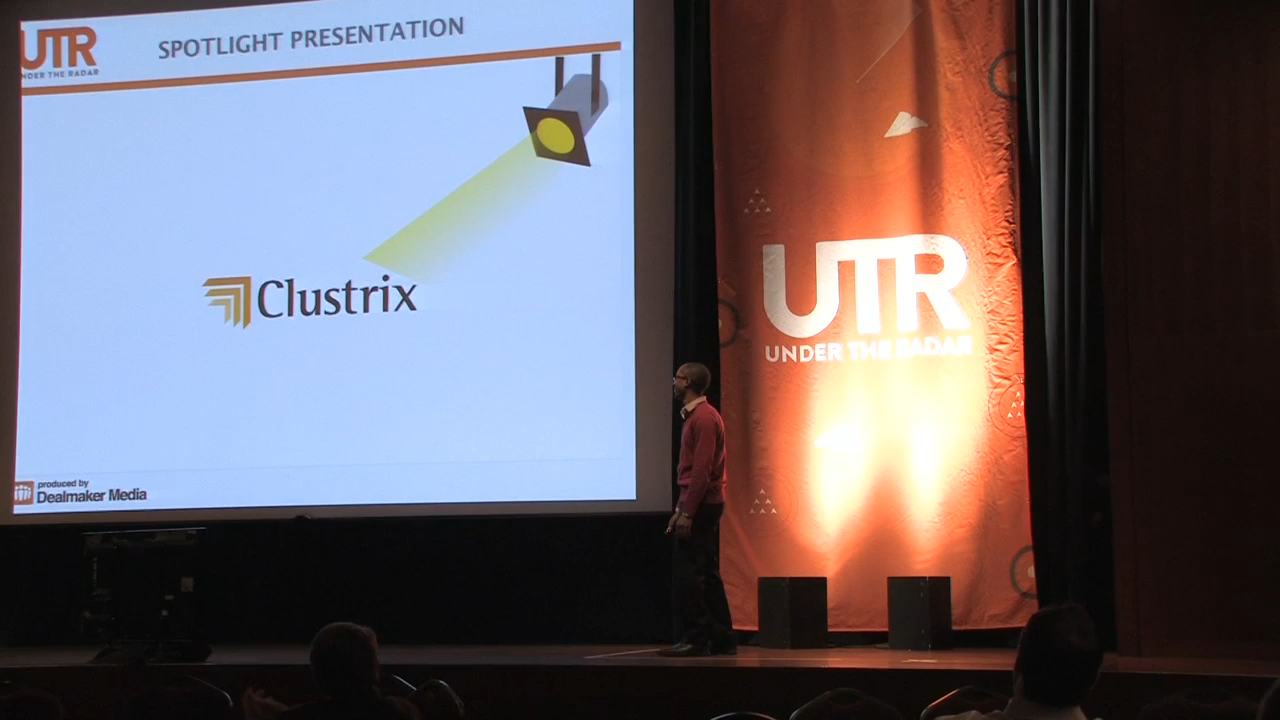 UTR
UNDER THE RADAR
SPOTLIGHT PRESENTATION
Clustrix
produced by
Dealmaker Media
UTR
UNDER THE RADAR